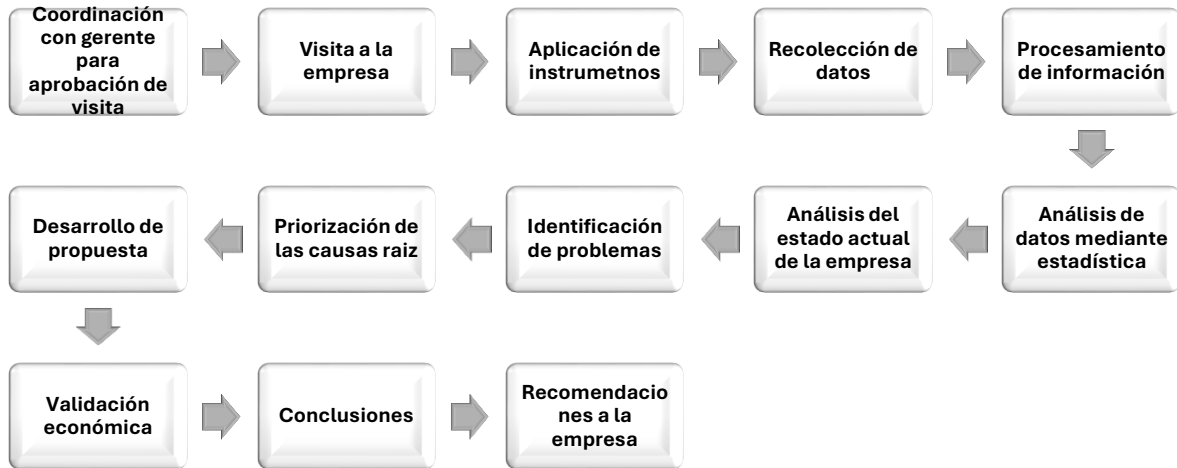 Coordinación
con gerente
para
aprobación de
visita
Visita a la
empresa
Aplicación de
instrumetnos
Recolección de
datos
Procesamiento
de información
Desarrollo de
propuesta
Priorización de
las causas raiz
Identificación
de problemas
Análisis del
estado actual
de la empresa
Análisis de
datos mediante
estadística
Validación
económica
Conclusiones
Recomendacio
nes a la
empresa